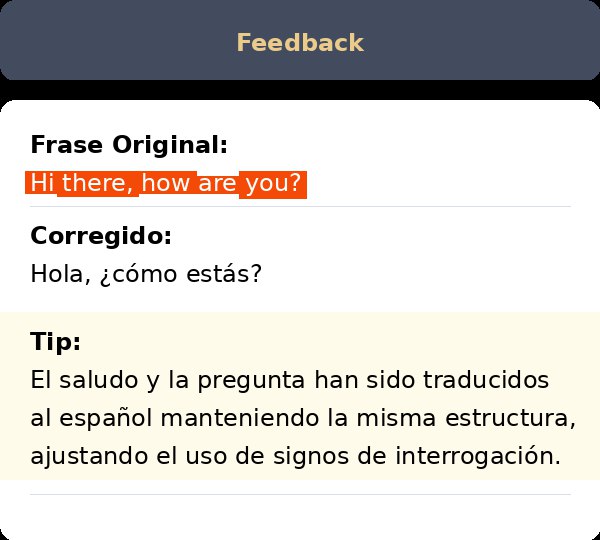 Feedback
Frase Original:
Hi there, how are you?
Corregido:
Hola, ¿cómo estás?
Tip:
El saludo y la pregunta han sido traducidos
al español manteniendo la misma estructura,
ajustando el uso de signos de interrogación.